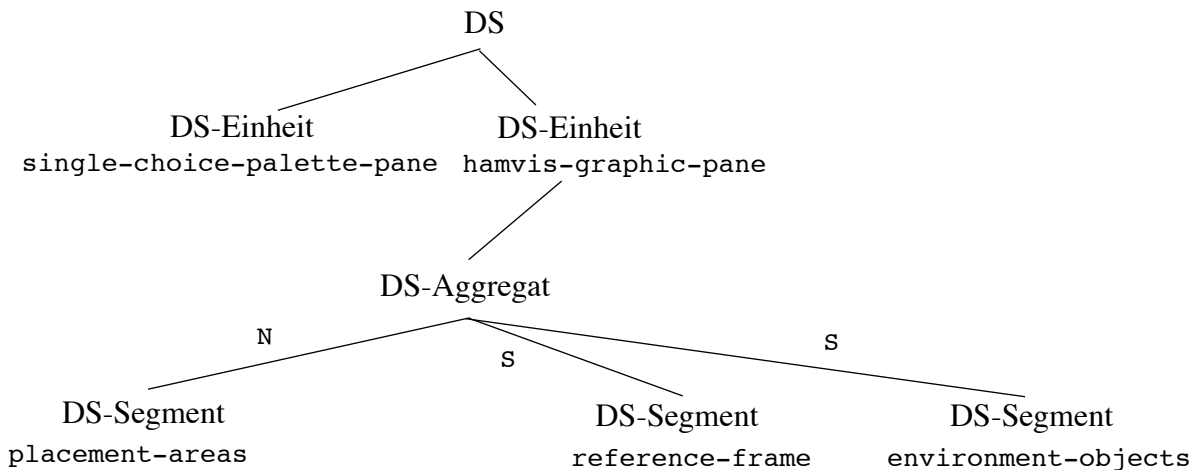 DS
DS-Einheit DS-Einheit
single-choice-palette-pane hamvis-graphic-pane
DS-Aggregat
N S S
DS-Segment DS-Segment DS-Segment
placement-areas reference-frame environment-objects